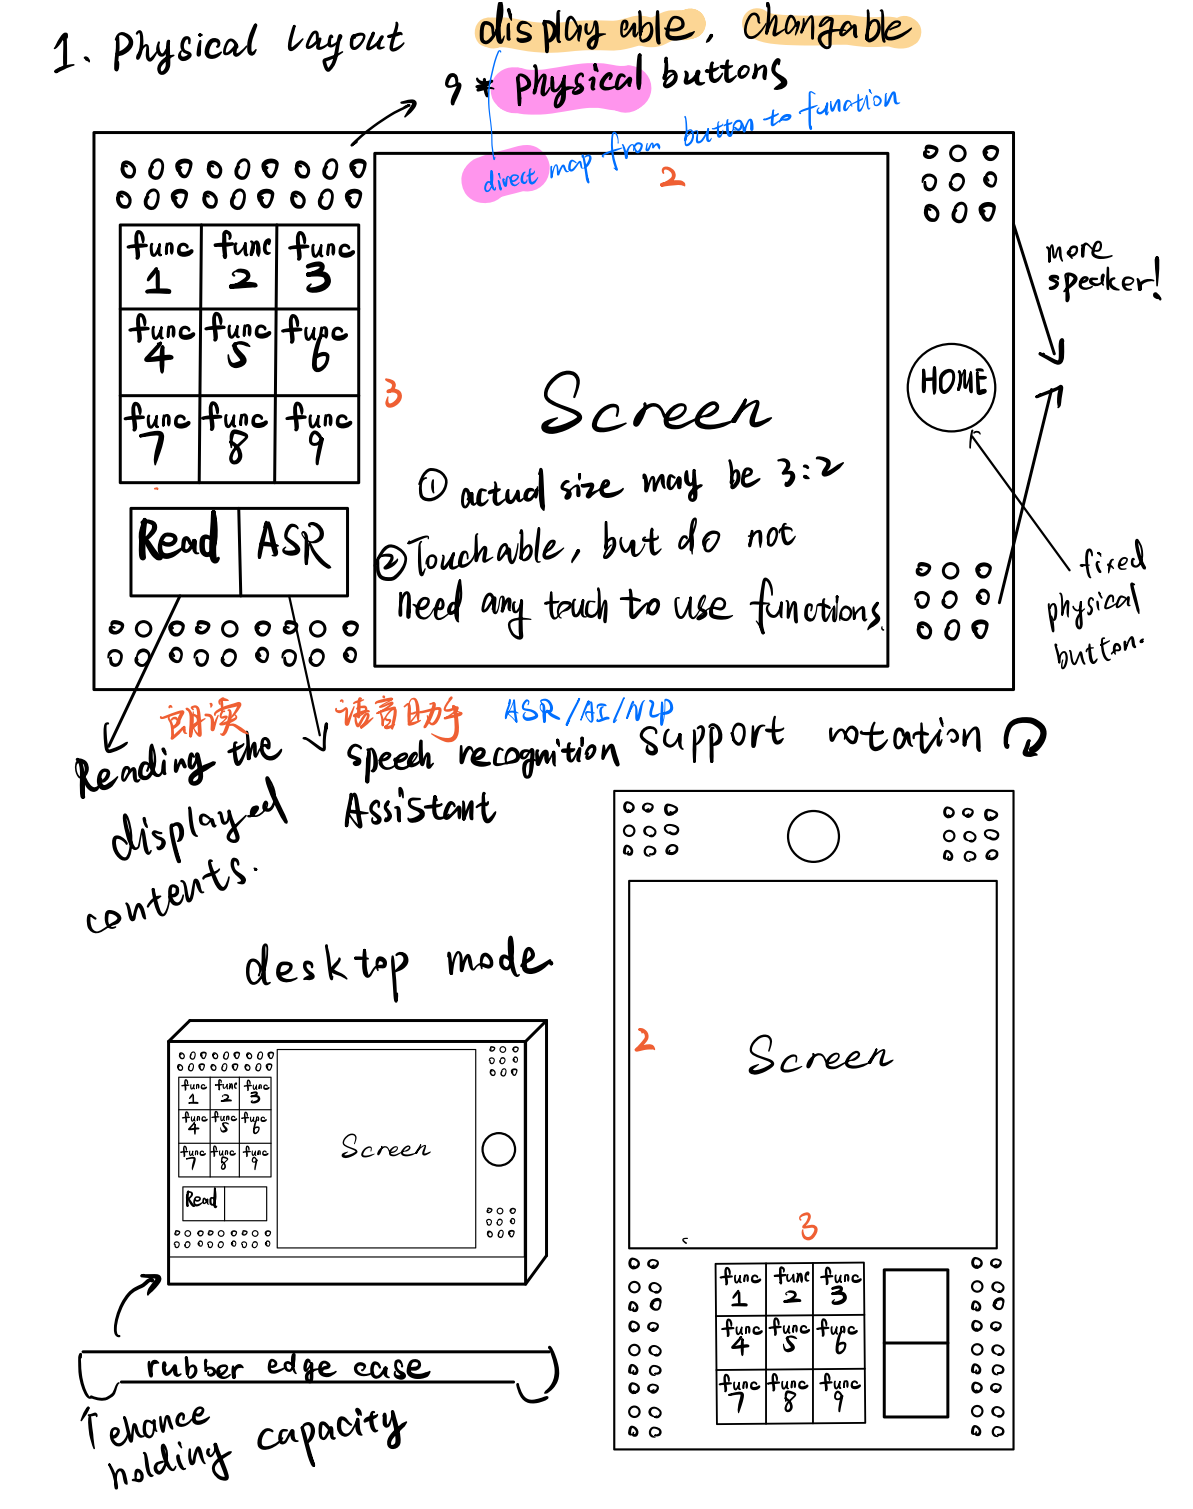 1. Physical Layout
displayable, changable
9 * physical buttons
direct map from button to function
func 1
func 2
func 3
func 4
func 5
func 6
func 7
func 8
func 9
Read
ASR
2
3
Screen
① actual size may be 3:2
② Touchable, but do not
need any touch to use functions.
HOME
more
speaker!
fixed
physical
button.
朗读
Reading the
displayed
contents.
语音助手
ASR/AI/NLP
speech recognition
Assistant
support rotation
desktop mode
func 1
func 2
func 3
func 4
func 5
func 6
func 7
func 8
func 9
Read
Screen
rubber edge case
ehance
holding capacity
Screen
2
3
func 1
func 2
func 3
func 4
func 5
func 6
func 7
func 8
func 9